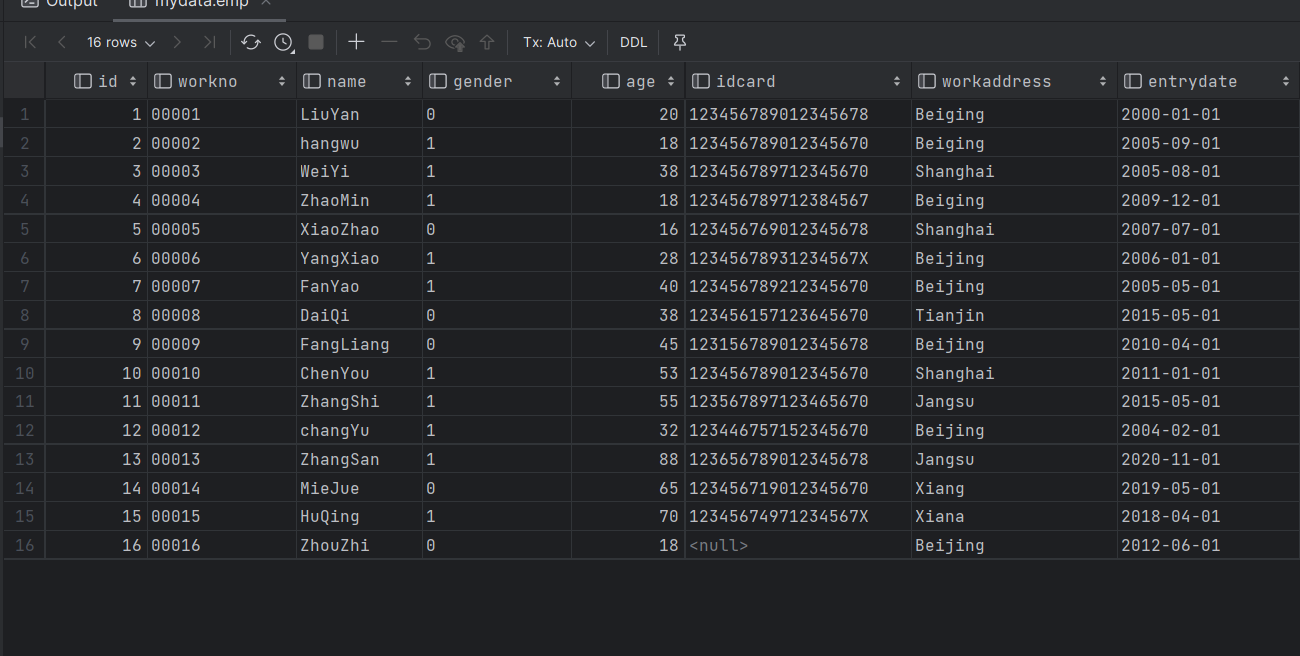 Output mydata.emp
16 rows Tx: Auto DDL
id workno name gender age idcard workaddress entrydate
1 1 00001 LiuYan 0 20 123456789012345678 Beiging 2000-01-01
2 2 00002 hangwu 1 18 123456789012345670 Beiging 2005-09-01
3 3 00003 WeiYi 1 38 123456789712345670 Shanghai 2005-08-01
4 4 00004 ZhaoMin 1 18 123456789712384567 Beiging 2009-12-01
5 5 00005 XiaoZhao 0 16 123456769012345678 Shanghai 2007-07-01
6 6 00006 YangXiao 1 28 12345678931234567X Beijing 2006-01-01
7 7 00007 FanYao 1 40 123456789212345670 Beijing 2005-05-01
8 8 00008 DaiQi 0 38 123456157123645670 Tianjin 2015-05-01
9 9 00009 FangLiang 0 45 123156789012345678 Beijing 2010-04-01
10 10 00010 ChenYou 1 53 123456789012345670 Shanghai 2011-01-01
11 11 00011 ZhangShi 1 55 123567897123465670 Jangsu 2015-05-01
12 12 00012 changYu 1 32 123446757152345670 Beijing 2004-02-01
13 13 00013 ZhangSan 1 88 123656789012345678 Jangsu 2020-11-01
14 14 00014 MieJue 0 65 123456719012345670 Xiang 2019-05-01
15 15 00015 HuQing 1 70 12345674971234567X Xiana 2018-04-01
16 16 00016 ZhouZhi 0 18 <null> Beijing 2012-06-01